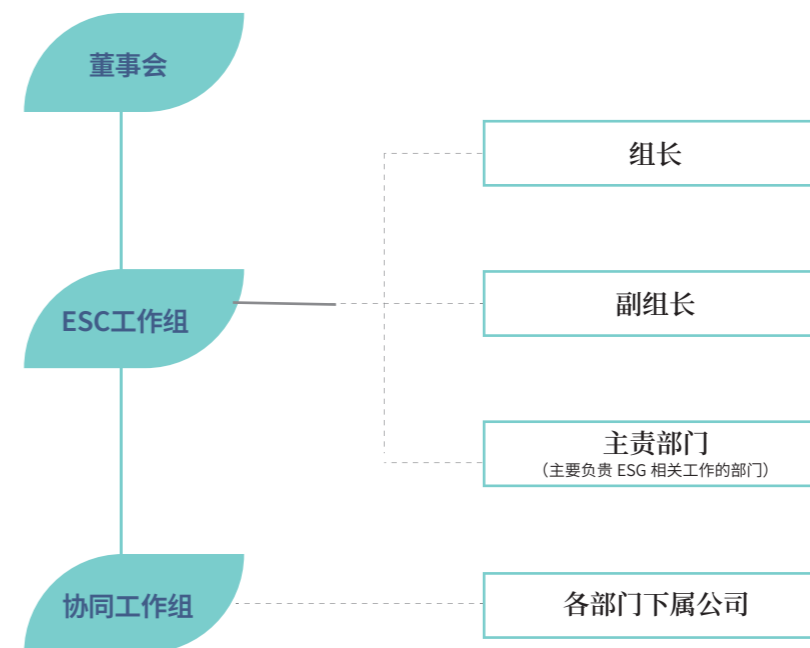 董事会
组长
ESC工作组
副组长
主责部门
（主要负贵 ESG 相关工作的部门）
协同工作组
各部门下属公司